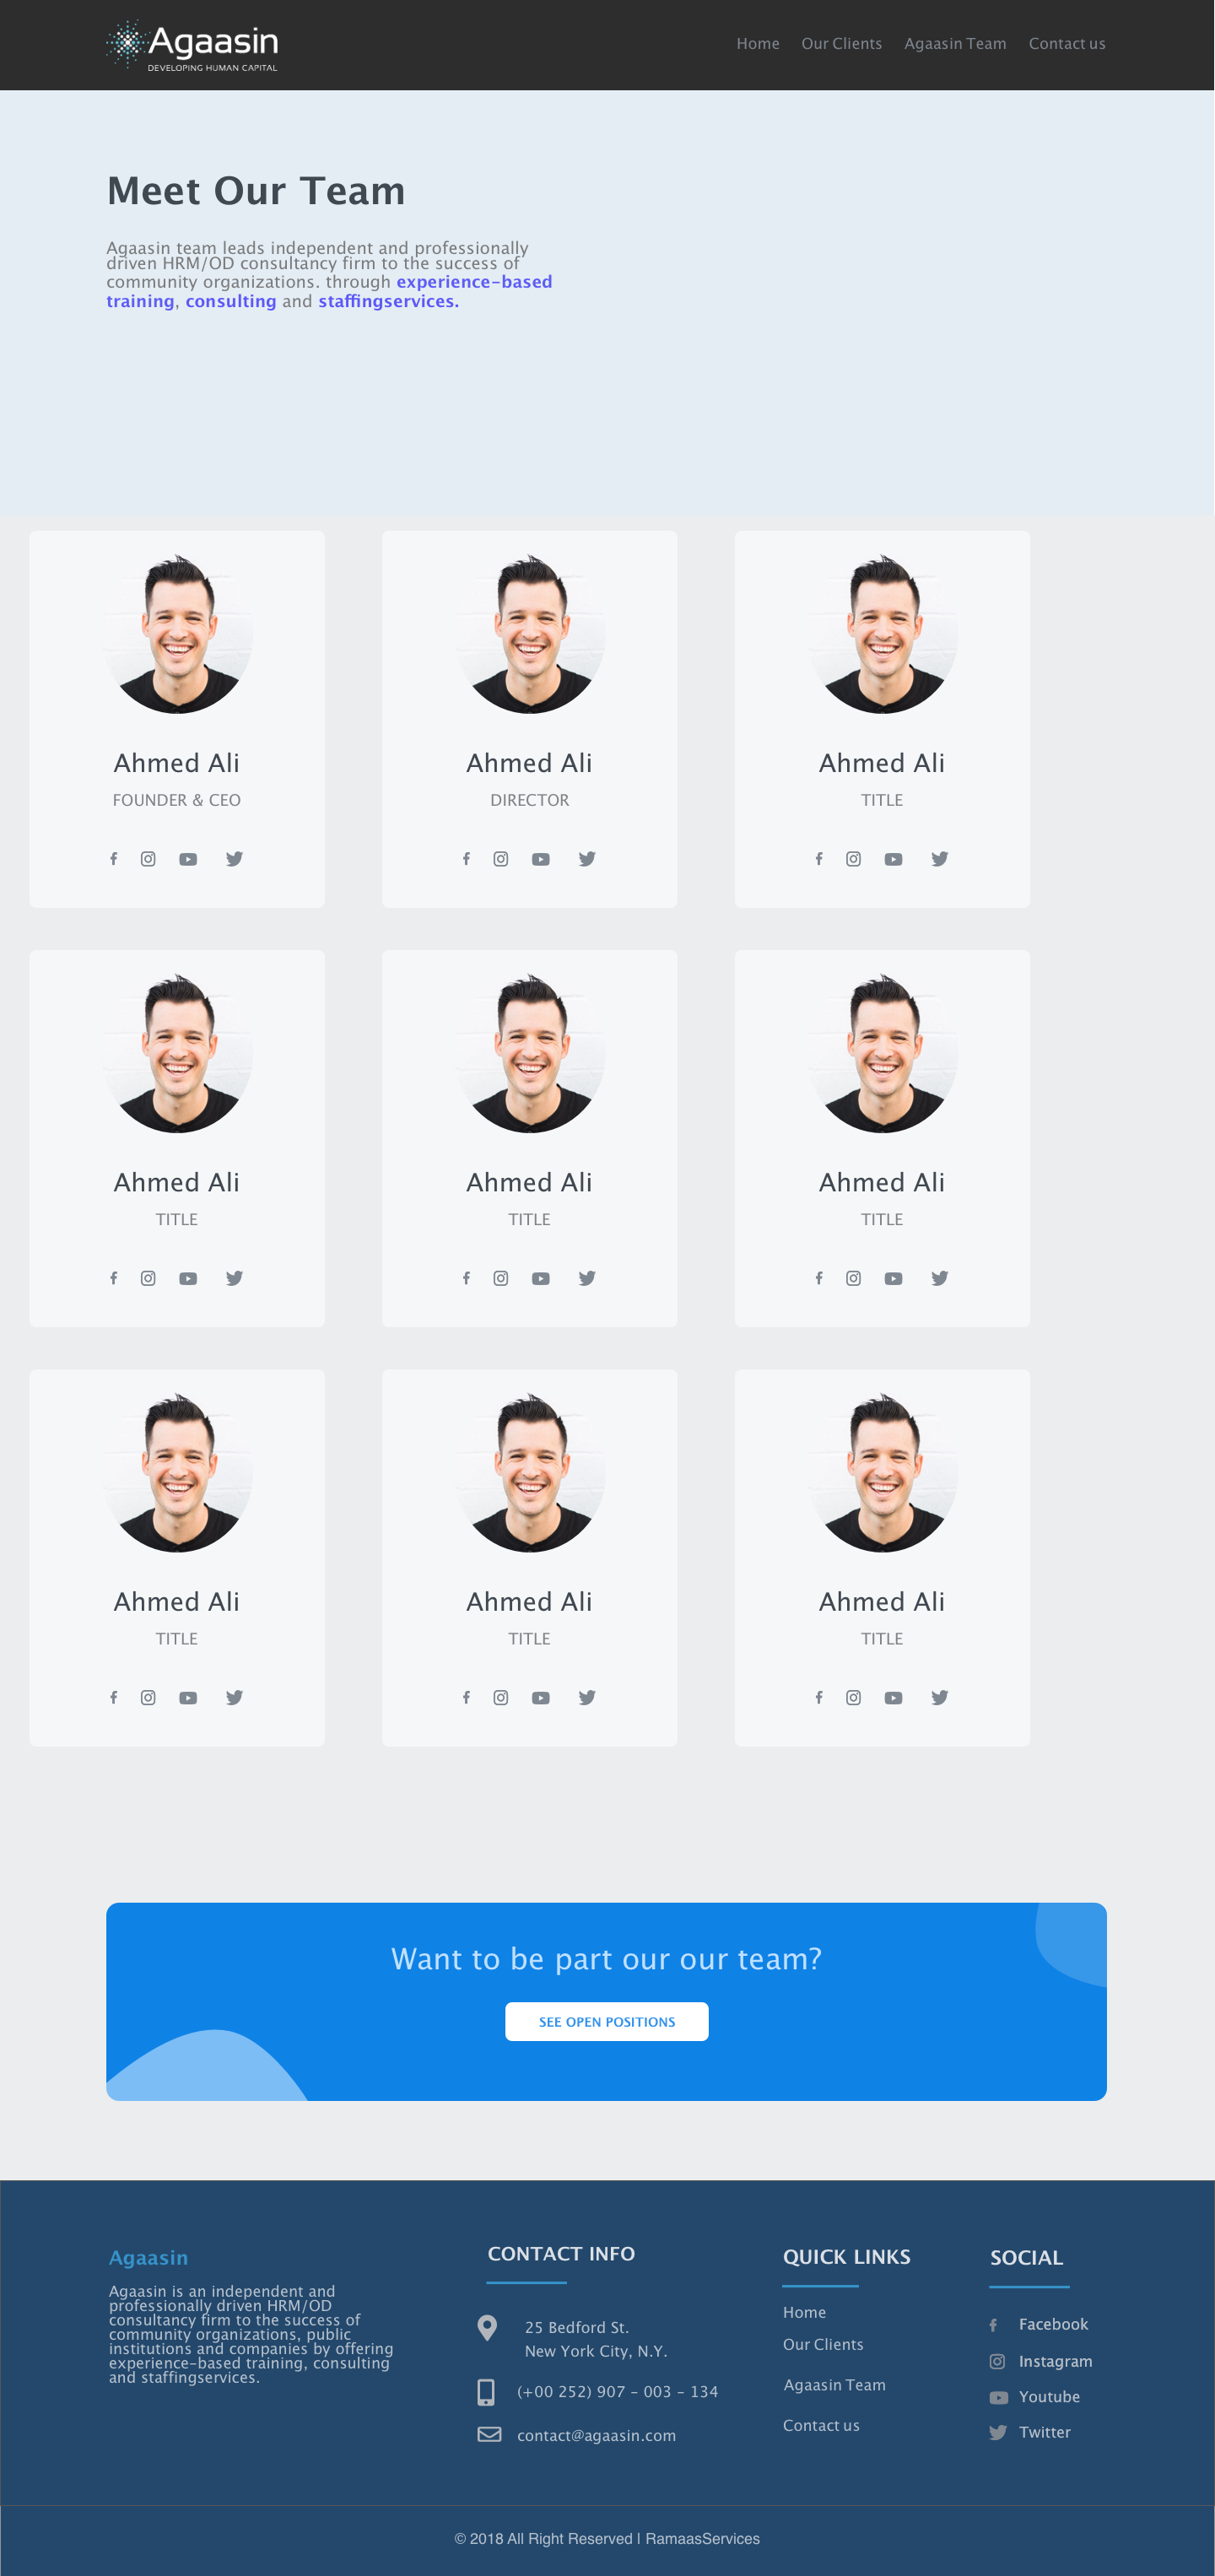 Agaasin
DEVELOPING HUMAN CAPITAL
Home Our Clients Agaasin Team Contact us
Meet Our Team
Agaasin team leads independent and professionally
driven HRM/OD consultancy firm to the success of
community organizations. through experience-based
training, consulting and staffingservices.
Ahmed Ali
FOUNDER & CEO
Ahmed Ali
DIRECTOR
Ahmed Ali
TITLE
Ahmed Ali
TITLE
Ahmed Ali
TITLE
Ahmed Ali
TITLE
Ahmed Ali
TITLE
Ahmed Ali
TITLE
Ahmed Ali
TITLE
Want to be part our our team?
SEE OPEN POSITIONS
Agaasin
Agaasin is an independent and
professionally driven HRM/OD
consultancy firm to the success of
community organizations, public
institutions and companies by offering
experience-based training, consulting
and staffingservices.
CONTACT INFO
25 Bedford St.
New York City, N.Y.
(+00 252) 907 - 003 - 134
contact@agaasin.com
QUICK LINKS
Home
Our Clients
Agaasin Team
Contact us
SOCIAL
Facebook
Instagram
Youtube
Twitter
© 2018 All Right Reserved | RamaasServices